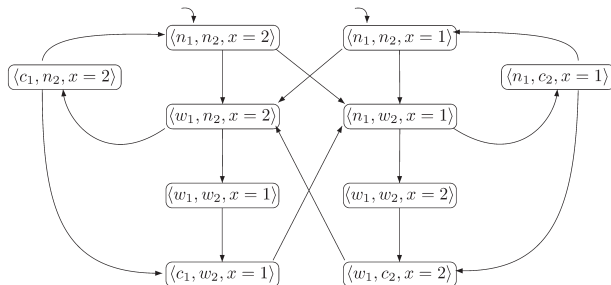 ⟨n₁, n₂, x = 2⟩ ⟨n₁, n₂, x = 1⟩
⟨c₁, n₂, x = 2⟩ ⟨n₁, c₂, x = 1⟩
⟨w₁, n₂, x = 2⟩ ⟨n₁, w₂, x = 1⟩
⟨w₁, w₂, x = 1⟩ ⟨w₁, w₂, x = 2⟩
⟨c₁, w₂, x = 1⟩ ⟨w₁, c₂, x = 2⟩